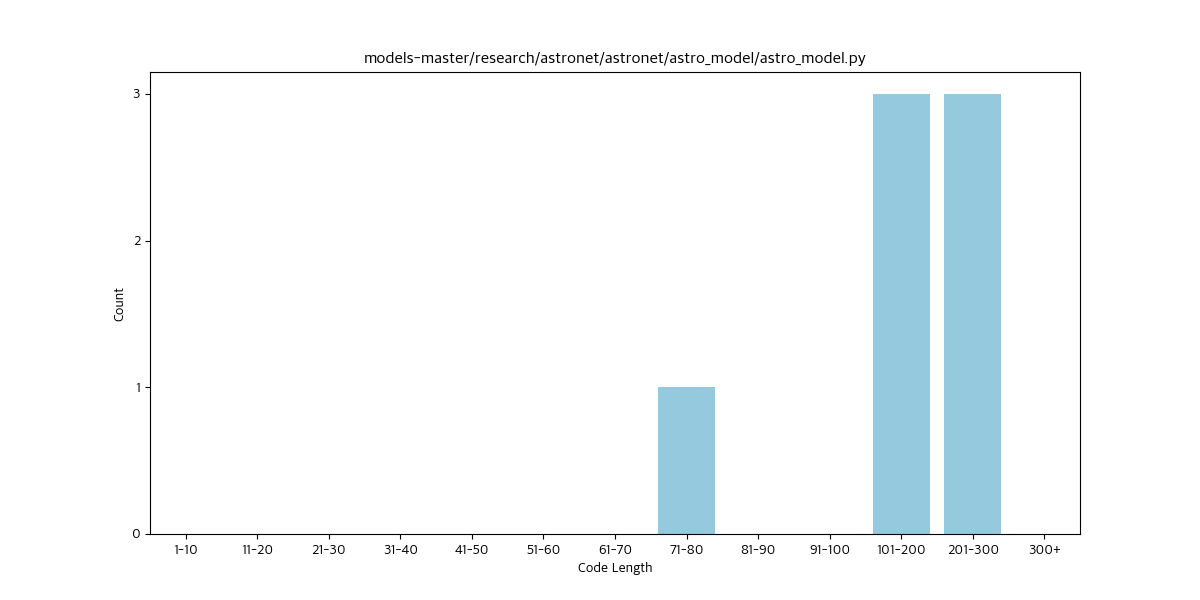 models-master/research/astronet/astronet/astro_model/astro_model.py
3
2
1
0
Count
1-10 11-20 21-30 31-40 41-50 51-60 61-70 71-80 81-90 91-100 101-200 201-300 300+
Code Length